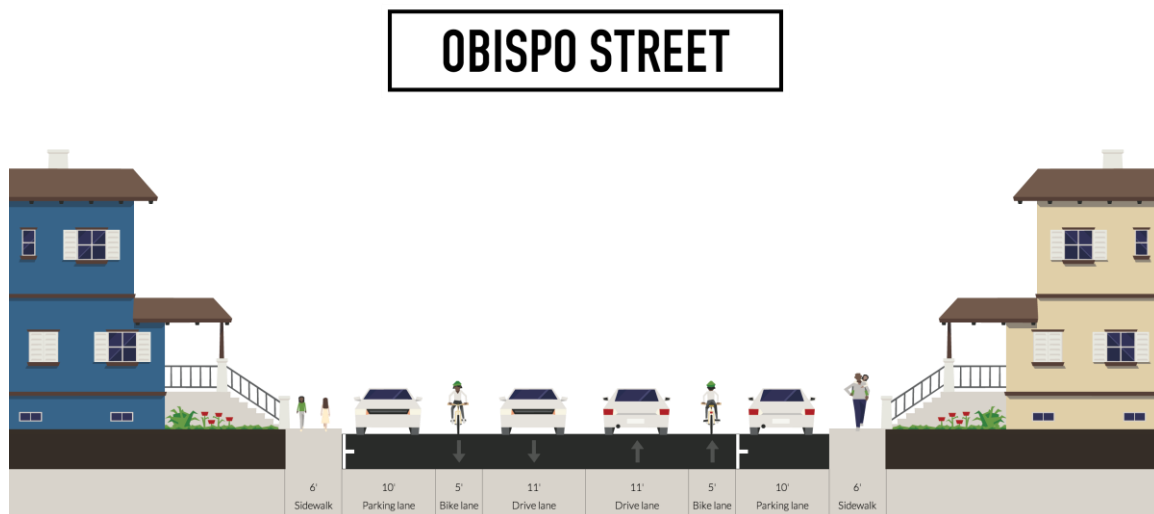 OBISPO STREET
6' 10' 5' 11' 11' 5' 10' 6'
Sidewalk Parking lane Bike lane Drive lane Drive lane Bike lane Parking lane Sidewalk